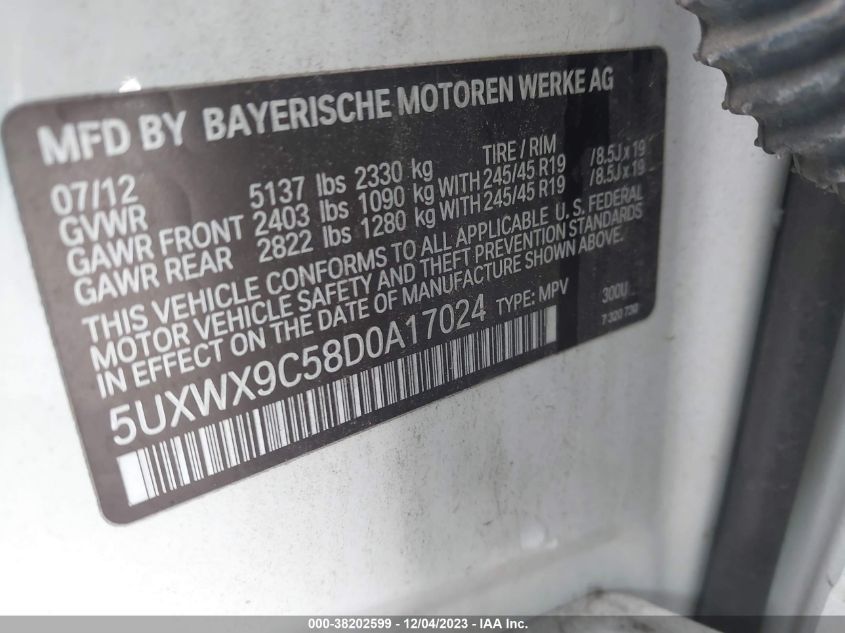 MFD BY BAYERISCHE MOTOREN WERKE AG
07/12 TIRE / RIM
GVWR 5137 lbs 2330 kg
GAWR FRONT 2403 lbs 1090 kg WITH 245/45 R19 /8.5J x 19
GAWR REAR 2822 lbs 1280 kg WITH 245/45 R19 /8.5J x 19
THIS VEHICLE CONFORMS TO ALL APPLICABLE U.S. FEDERAL
MOTOR VEHICLE SAFETY AND THEFT PREVENTION STANDARDS
IN EFFECT ON THE DATE OF MANUFACTURE SHOWN ABOVE.
5UXWX9C58D0A17024 TYPE: MPV 300U
7 320 730
000-38202599 - 12/04/2023 - IAA Inc.